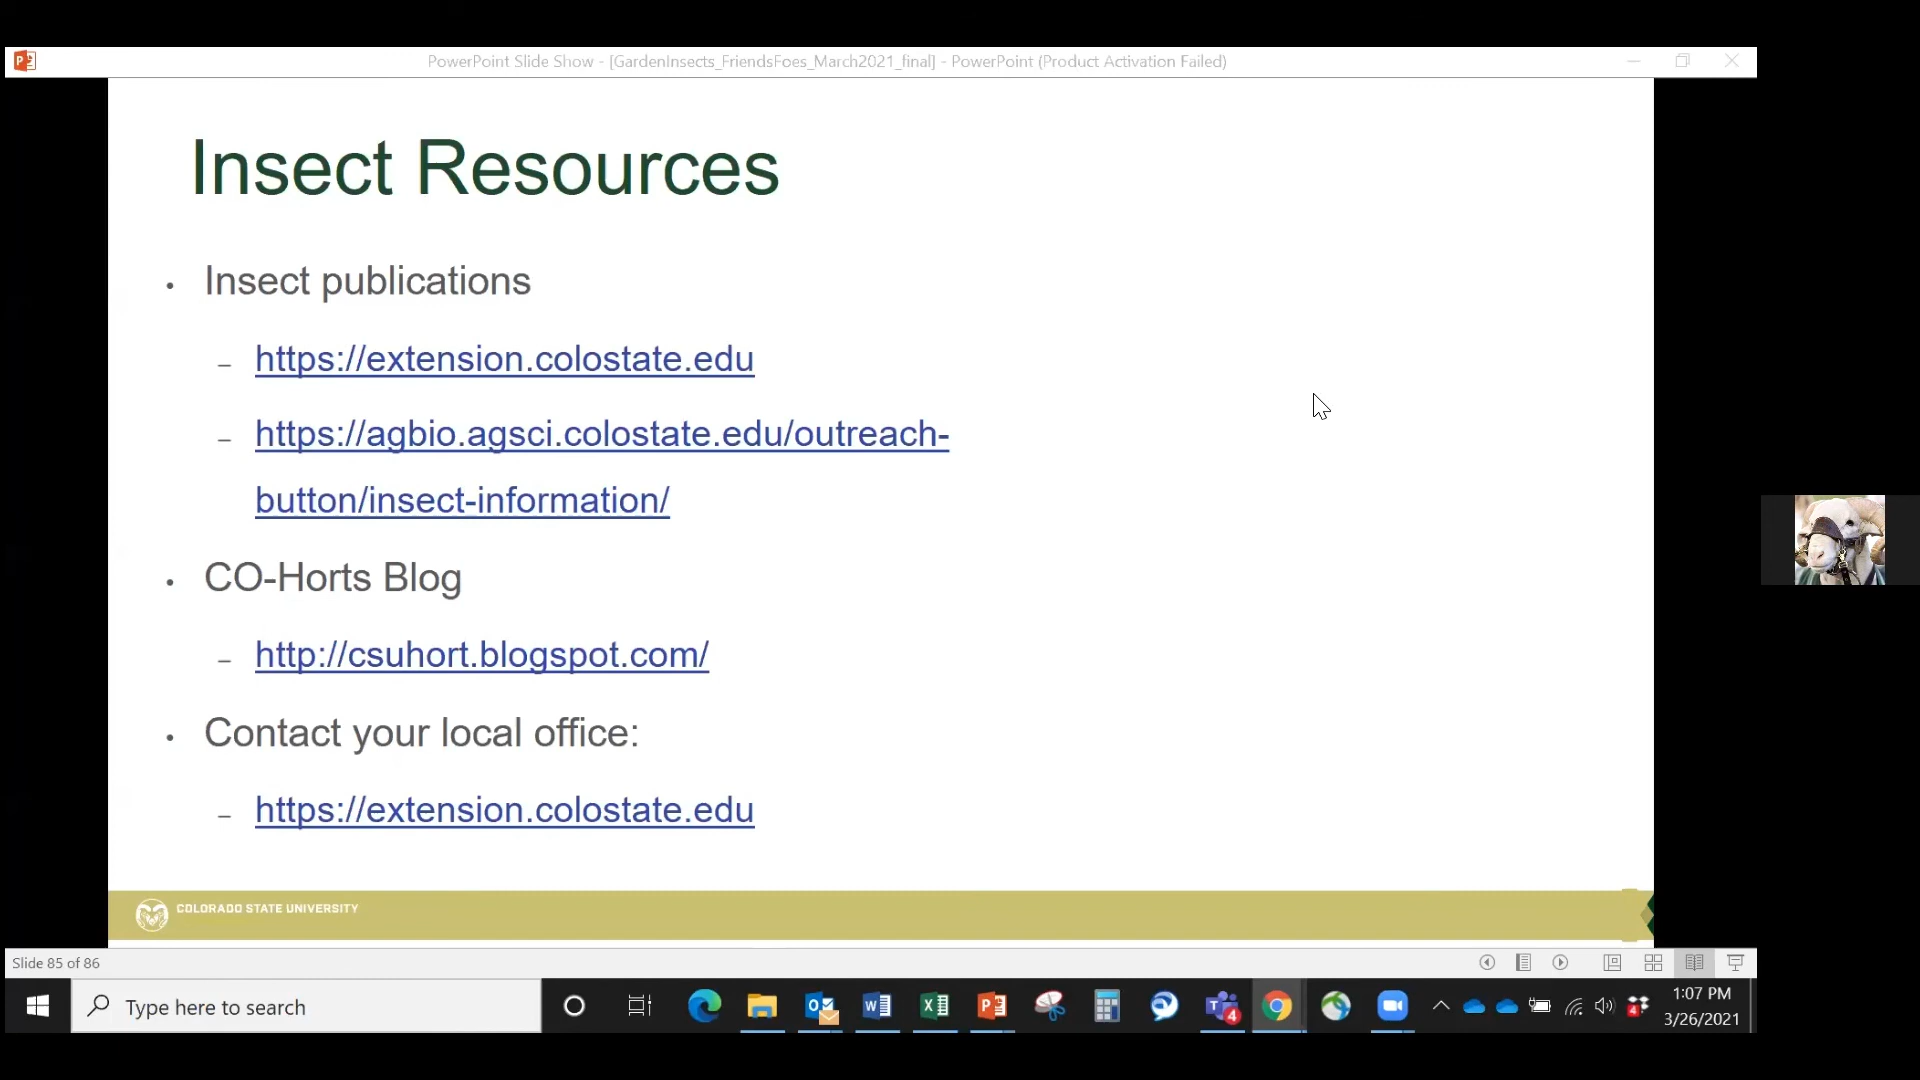 PowerPoint Slide Show - [GardenInsects_FriendsFoes_March2021_final] - PowerPoint (Product Activation Failed)
Insect Resources
• Insect publications
– https://extension.colostate.edu
– https://agbio.agsci.colostate.edu/outreach-
button/insect-information/
• CO-Horts Blog
– http://csuhort.blogspot.com/
• Contact your local office:
– https://extension.colostate.edu
COLORADO STATE UNIVERSITY
Slide 85 of 86
Type here to search
4
4
1:07 PM
3/26/2021